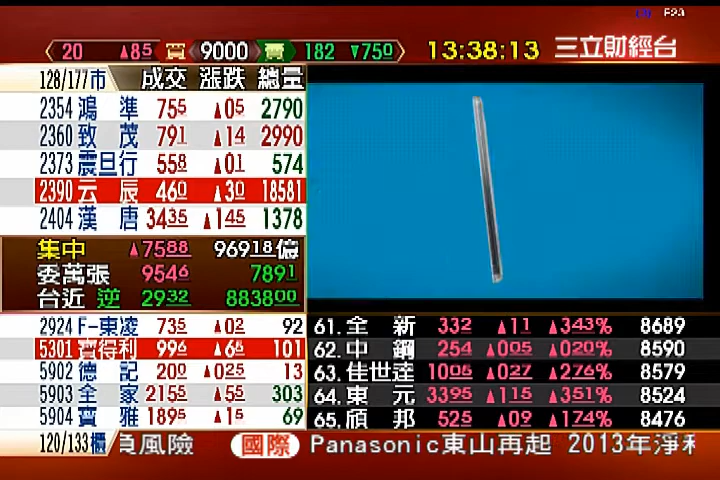 20 ▲85 買 9000 賣 182 ▼750 13:38:13 三立財經台
128/177市 成交 漲跌 總量
2354 鴻準 755 ▲05 2790
2360 致茂 791 ▲14 2990
2373 震旦行 558 ▲01 574
2390 云辰 460 ▲30 18581
2404 漢唐 3435 ▲145 1378
集中 ▲7588 96918億
委萬張 9546 7891
台近 逆 2932 883800
2924 F-東凌 735 ▲02 92
5301 寶得利 996 ▲65 101
5902 德記 200 ▲025 13
5903 全家 2155 ▲55 303
5904 寶雅 1895 ▲15 69
61. 全新 332 ▲11 ▲343% 8689
62. 中鋼 254 ▲005 ▲020% 8590
63. 佳世達 1005 ▲027 ▲276% 8579
64. 東元 3395 ▲115 ▲351% 8524
65. 頎邦 525 ▲09 ▲174% 8476
120/133櫃 負風險 國際 Panasonic東山再起 2013年淨利